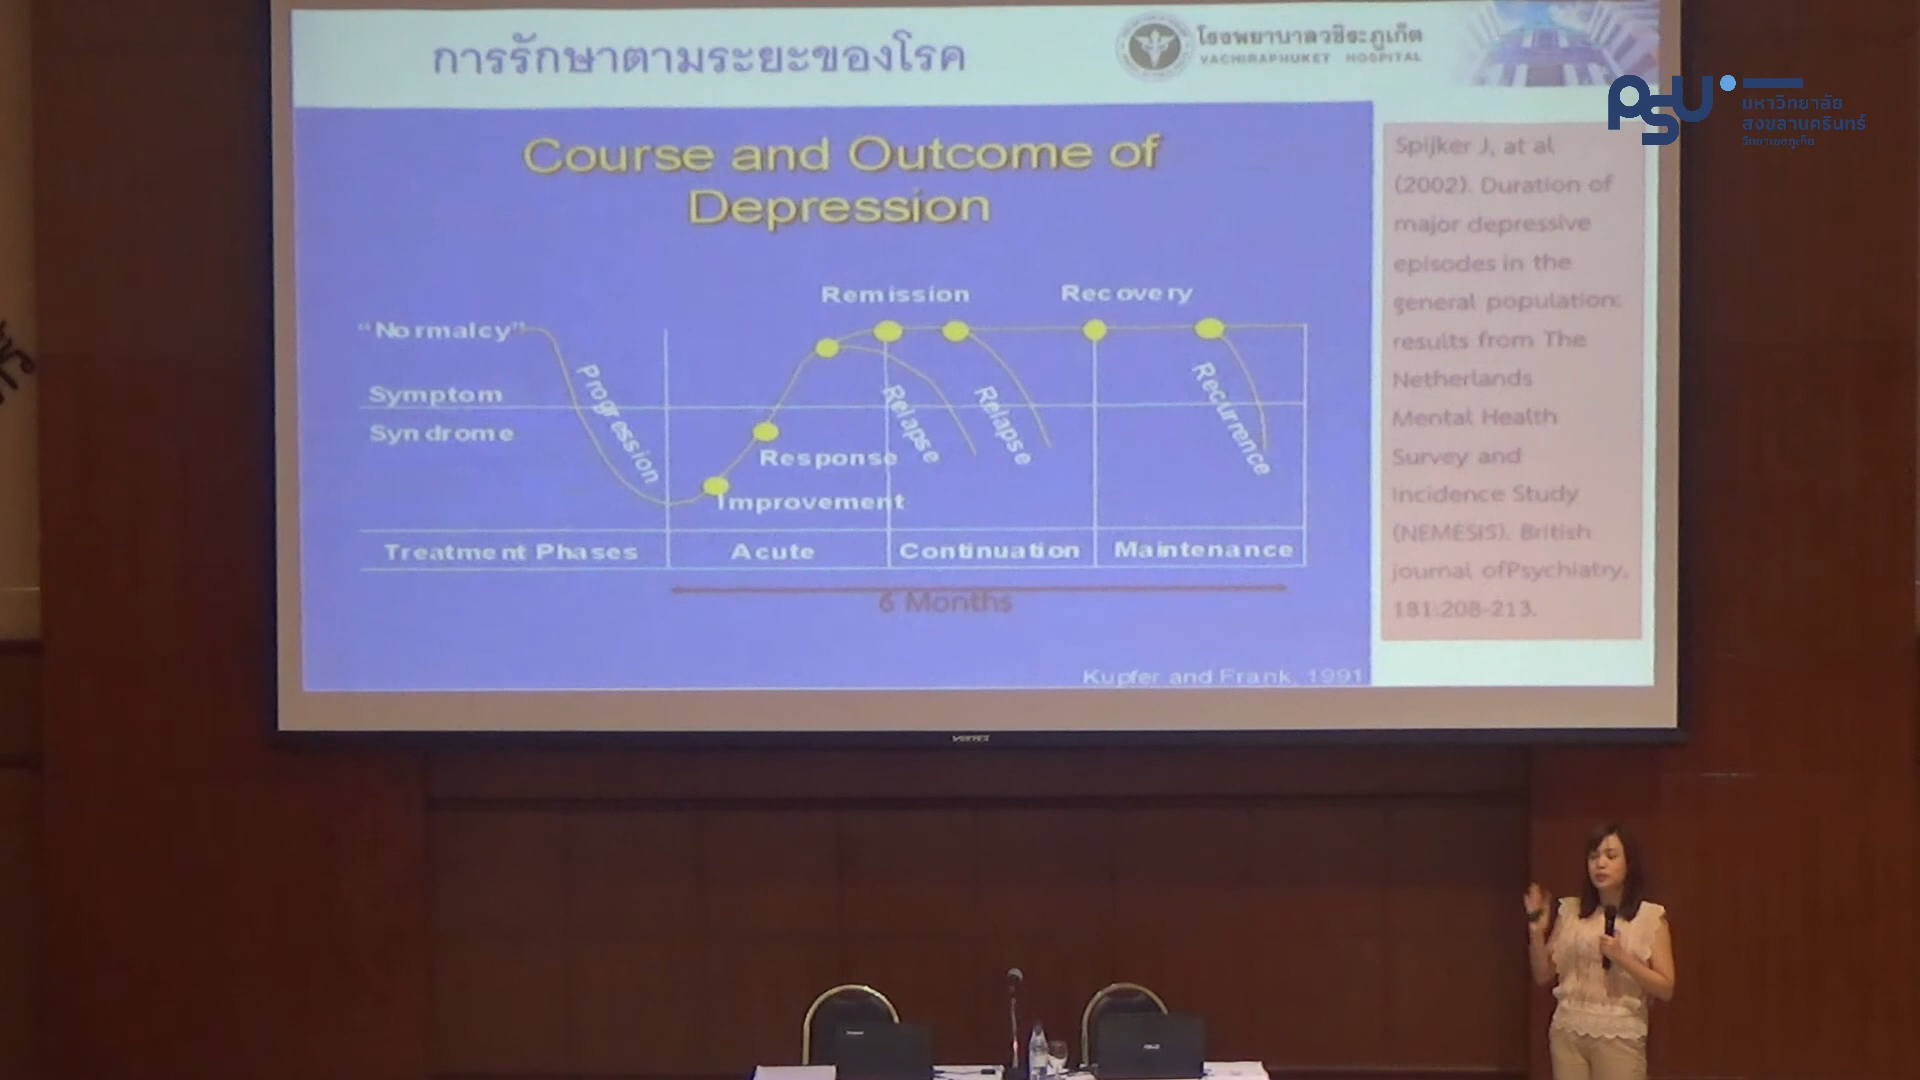 การรักษาตามระยะของโรค
โรงพยาบาลวชิระภูเก็ต
VACHIRAPHUKET HOSPITAL
PSU
มหาวิทยาลัย
สงขลานครินทร์
วิทยาเขตภูเก็ต
Course and Outcome of
Depression
Remission
Recovery
"Normalcy"
Symptom
Syndrome
Progression
Response
Improvement
Relapse
Relapse
Recurrence
Treatment Phases
Acute
Continuation
Maintenance
6 Months
Kupfer and Frank, 1991
Spijker J, at al
(2002). Duration of
major depressive
episodes in the
general population:
results from The
Netherlands
Mental Health
Survey and
Incidence Study
(NEMESIS). British
journal ofPsychiatry,
181:208-213.